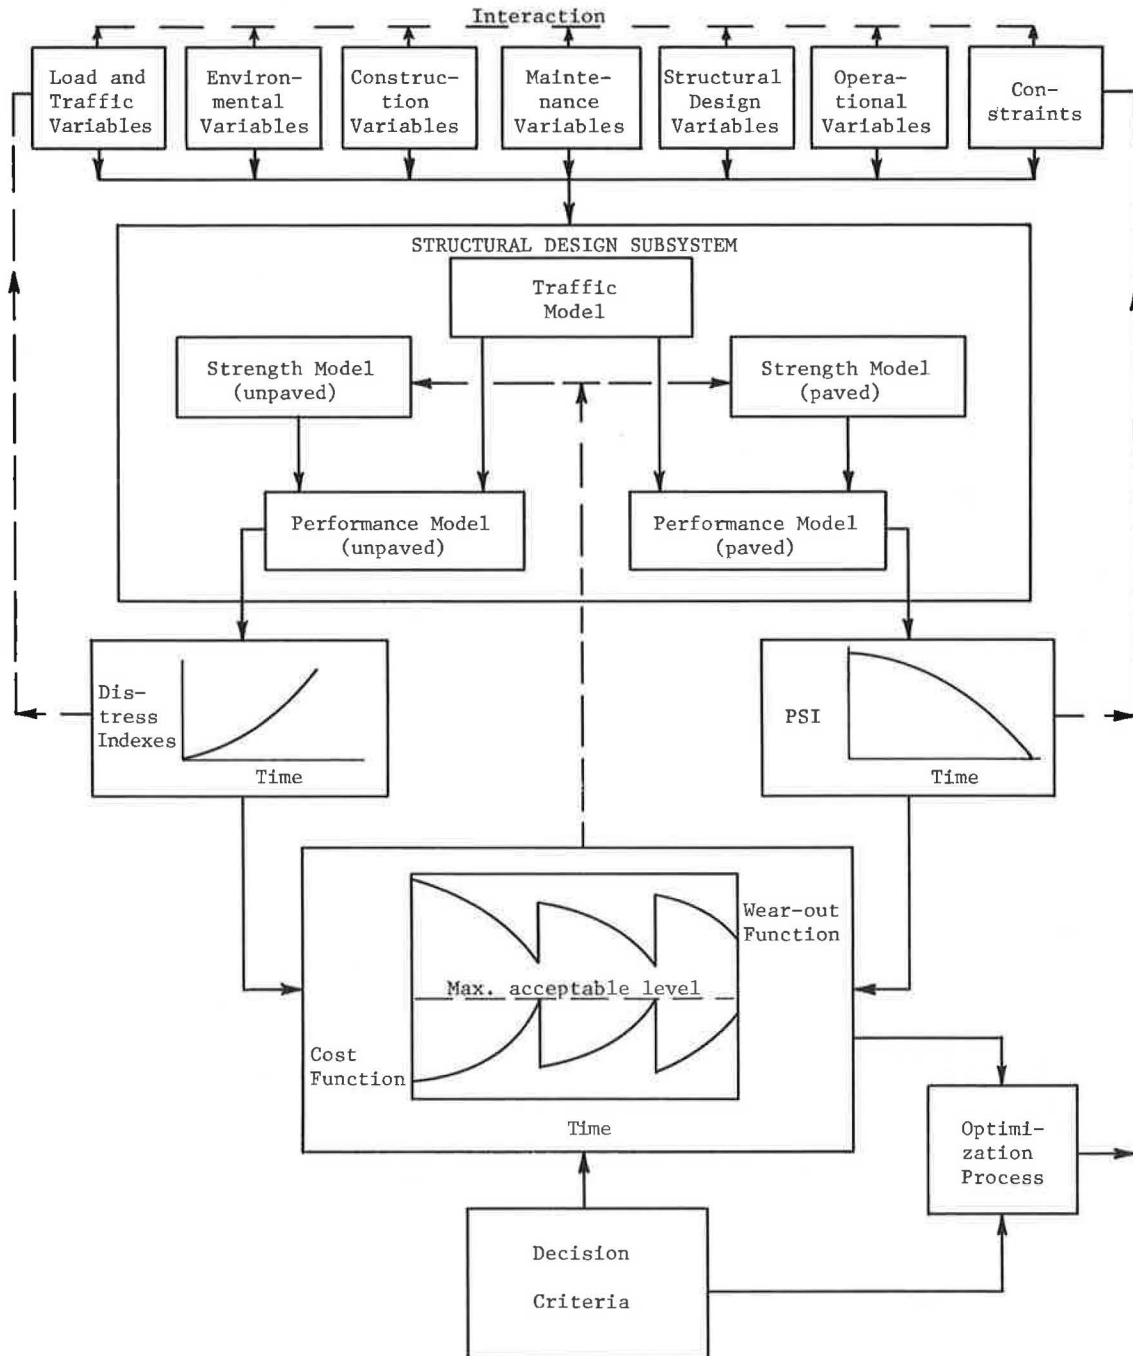 Interaction
Load and
Traffic
Variables
Environ-
mental
Variables
Construc-
tion
Variables
Mainte-
nance
Variables
Structural
Design
Variables
Opera-
tional
Variables
Con-
straints
STRUCTURAL DESIGN SUBSYSTEM
Traffic
Model
Strength Model
(unpaved)
Strength Model
(paved)
Performance Model
(unpaved)
Performance Model
(paved)
Dis-
tress
Indexes
Time
PSI
Time
Wear-out
Function
Max. acceptable level
Cost
Function
Time
Optimi-
zation
Process
Decision
Criteria